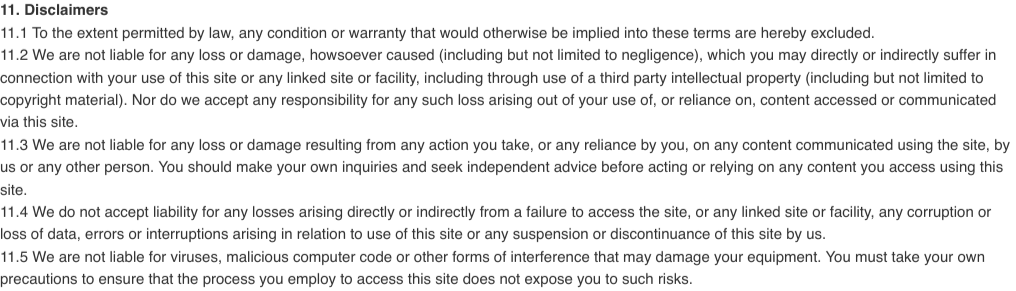 11. Disclaimers
11.1 To the extent permitted by law, any condition or warranty that would otherwise be implied into these terms are hereby excluded.
11.2 We are not liable for any loss or damage, howsoever caused (including but not limited to negligence), which you may directly or indirectly suffer in
connection with your use of this site or any linked site or facility, including through use of a third party intellectual property (including but not limited to
copyright material). Nor do we accept any responsibility for any such loss arising out of your use of, or reliance on, content accessed or communicated
via this site.
11.3 We are not liable for any loss or damage resulting from any action you take, or any reliance by you, on any content communicated using the site, by
us or any other person. You should make your own inquiries and seek independent advice before acting or relying on any content you access using this
site.
11.4 We do not accept liability for any losses arising directly or indirectly from a failure to access the site, or any linked site or facility, any corruption or
loss of data, errors or interruptions arising in relation to use of this site or any suspension or discontinuance of this site by us.
11.5 We are not liable for viruses, malicious computer code or other forms of interference that may damage your equipment. You must take your own
precautions to ensure that the process you employ to access this site does not expose you to such risks.